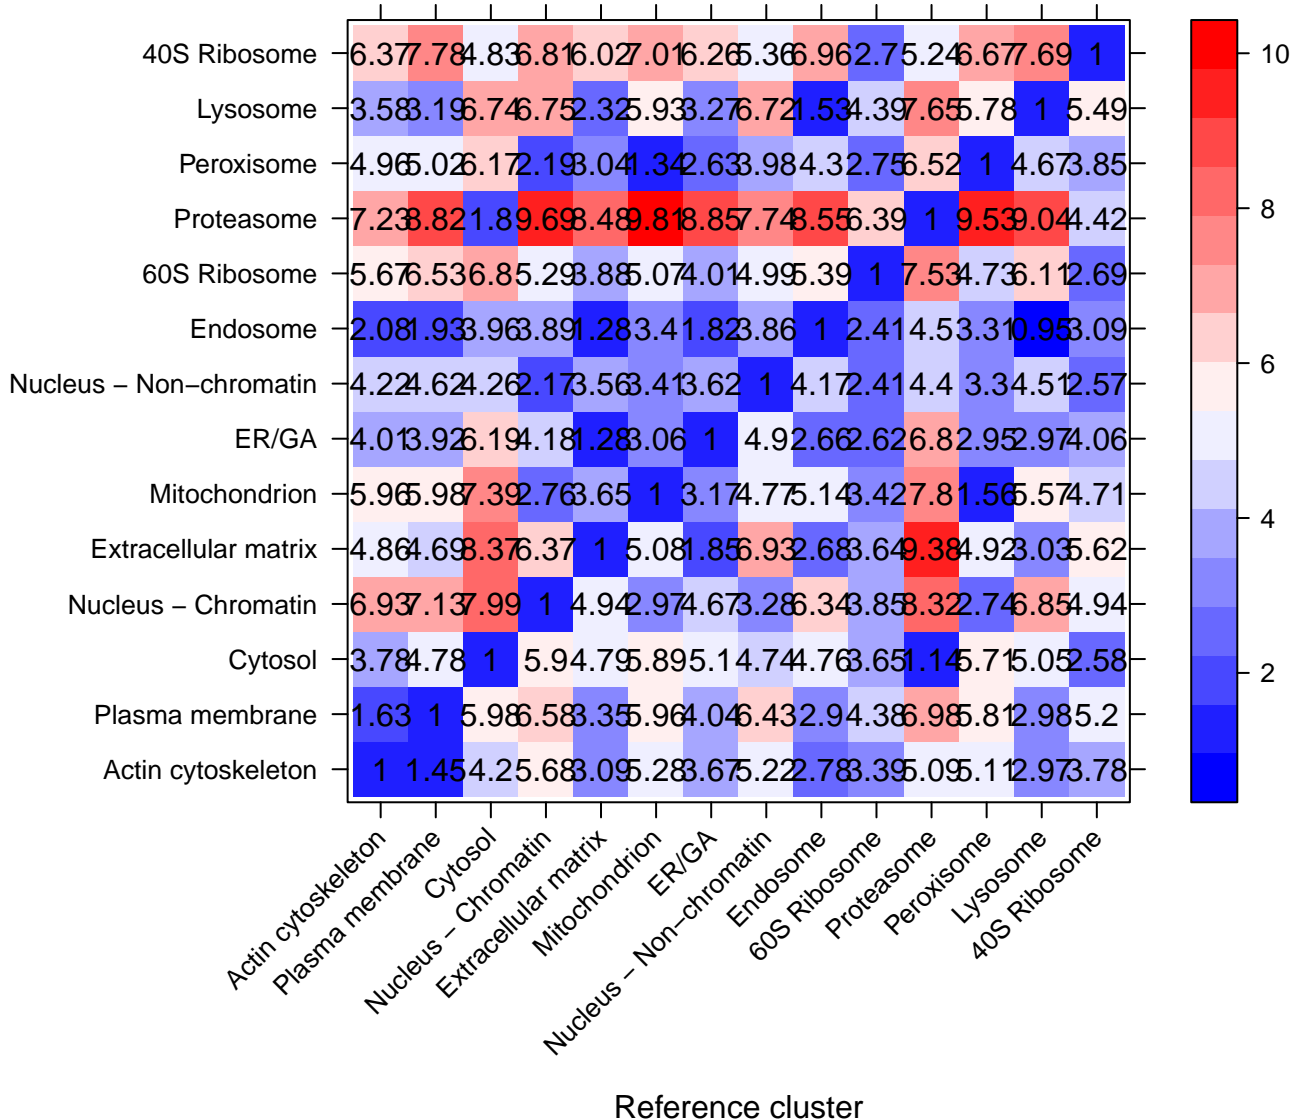 40S Ribosome 6.37 7.78 4.83 6.81 6.02 7.01 6.26 5.36 6.96 2.7 5.24 6.67 7.69 1
Lysosome 3.58 3.19 6.74 6.75 2.32 5.93 3.27 6.72 1.53 4.39 7.65 5.78 1 5.49
Peroxisome 4.96 5.02 6.17 2.19 3.04 1.34 2.63 3.98 4.3 2.75 6.52 1 4.67 3.85
Proteasome 7.23 8.82 1.8 9.69 8.48 9.81 8.85 7.74 8.55 6.39 1 9.53 9.04 4.42
60S Ribosome 5.67 6.53 6.8 5.29 3.88 5.07 4.01 4.99 5.39 1 7.53 4.73 6.11 2.69
Endosome 2.08 1.93 3.96 3.89 1.28 3.4 1.82 3.86 1 2.41 4.5 3.31 0.95 3.09
Nucleus − Non−chromatin 4.22 4.62 4.26 2.17 3.56 3.41 3.62 1 4.17 2.41 4.4 3.3 4.51 2.57
ER/GA 4.01 3.92 6.19 4.18 1.28 3.06 1 4.9 2.66 2.62 6.8 2.95 2.97 4.06
Mitochondrion 5.96 5.98 7.39 2.76 3.65 1 3.17 4.77 5.14 3.42 7.8 1.56 5.57 4.71
Extracellular matrix 4.86 4.69 8.37 6.37 1 5.08 1.85 6.93 2.68 3.64 9.38 4.92 3.03 5.62
Nucleus − Chromatin 6.93 7.13 7.99 1 4.94 2.97 4.67 3.28 6.34 3.85 8.32 2.74 6.85 4.94
Cytosol 3.78 4.78 1 5.9 4.79 5.89 5.1 4.74 4.76 3.65 1.14 5.71 5.05 2.58
Plasma membrane 1.63 1 5.98 6.58 3.35 5.96 4.04 6.43 2.9 4.38 6.98 5.81 2.98 5.2
Actin cytoskeleton 1 1.45 4.2 5.68 3.09 5.28 3.67 5.22 2.78 3.39 5.09 5.11 2.97 3.78
Actin cytoskeleton
Plasma membrane
Cytosol
Nucleus − Chromatin
Extracellular matrix
Mitochondrion
ER/GA
Nucleus − Non−chromatin
Endosome
60S Ribosome
Proteasome
Peroxisome
Lysosome
40S Ribosome
Reference cluster
10
8
6
4
2